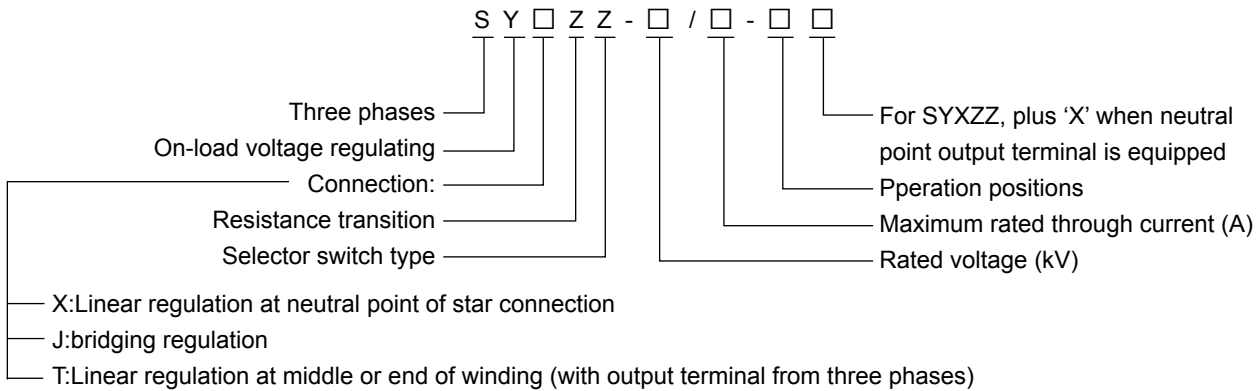 S Y □ Z Z - □ / □ - □ □
Three phases
On-load voltage regulating
Connection:
Resistance transition
Selector switch type
For SYXZZ, plus ‘X’ when neutral
point output terminal is equipped
Pperation positions
Maximum rated through current (A)
Rated voltage (kV)
X:Linear regulation at neutral point of star connection
J:bridging regulation
T:Linear regulation at middle or end of winding (with output terminal from three phases)